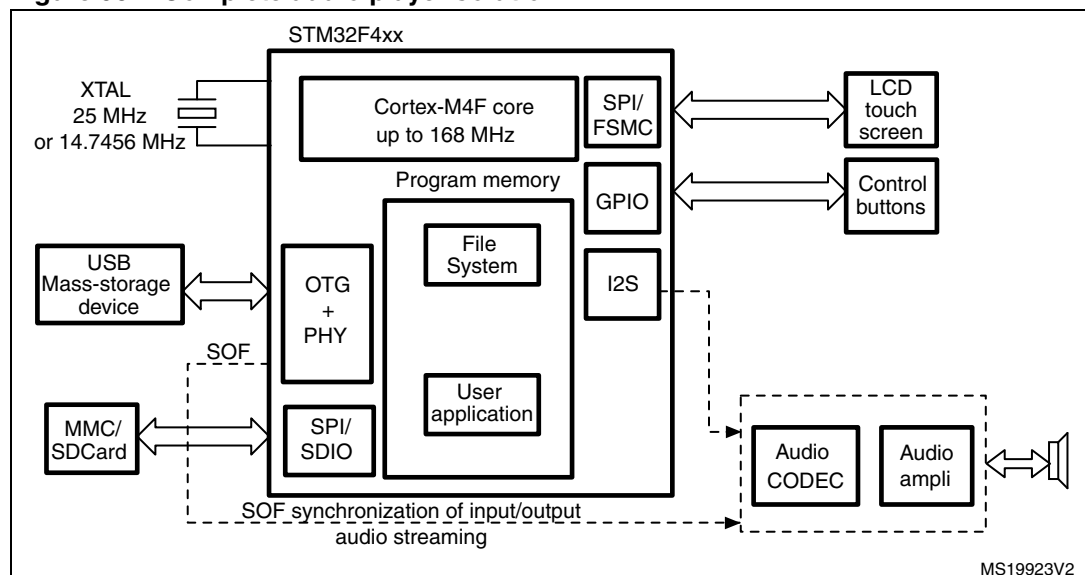 STM32F4xx
XTAL
25 MHz
or 14.7456 MHz
Cortex-M4F core
up to 168 MHz
SPI/
FSMC
LCD
touch
screen
Program memory
GPIO
Control
buttons
File
System
I2S
USB
Mass-storage
device
OTG
+
PHY
SOF
User
application
MMC/
SDCard
SPI/
SDIO
Audio
CODEC
Audio
ampli
SOF synchronization of input/output
audio streaming
MS19923V2